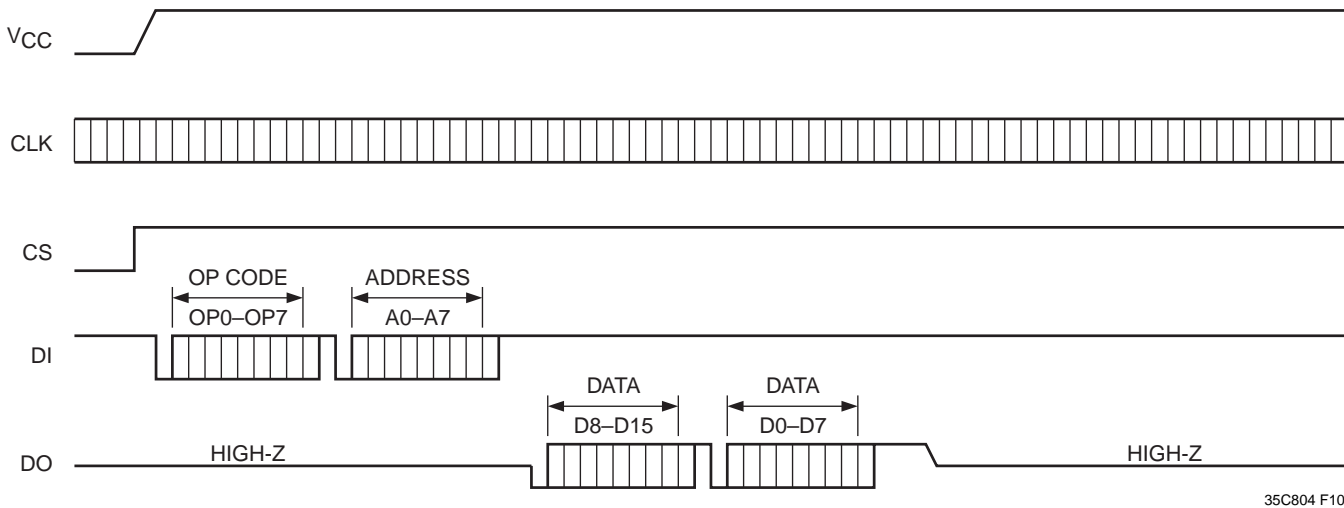 VCC
CLK
CS
OP CODE ADDRESS
OP0–OP7 A0–A7
DI
DATA DATA
D8–D15 D0–D7
HIGH-Z HIGH-Z
DO
35C804 F10